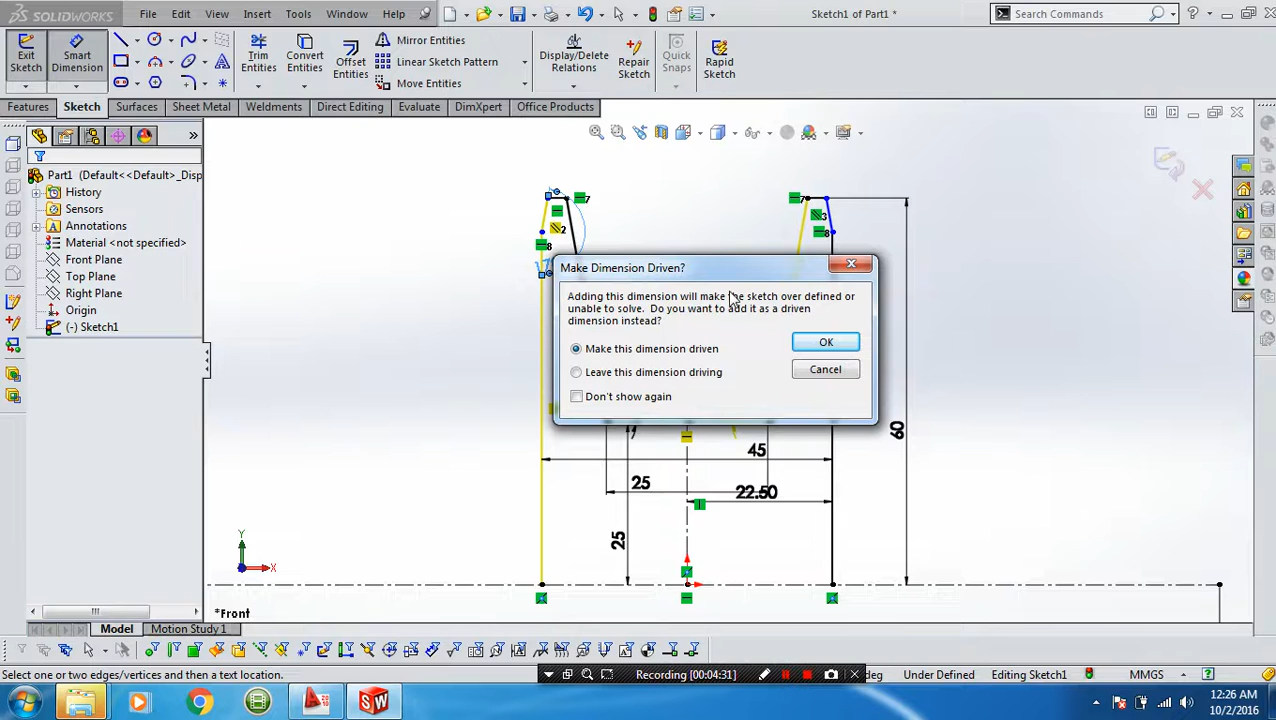 SOLIDWORKS File Edit View Insert Tools Window Help Sketch1 of Part1 * Search Commands
Exit Sketch
Smart Dimension
Trim Entities
Convert Entities
Offset Entities
Mirror Entities
Linear Sketch Pattern
Move Entities
Display/Delete Relations
Repair Sketch
Quick Snaps
Rapid Sketch
Features Sketch Surfaces Sheet Metal Weldments Direct Editing Evaluate DimXpert Office Products
Part1 (Default<<Default>_Disp
History
Sensors
Annotations
Material <not specified>
Front Plane
Top Plane
Right Plane
Origin
(-) Sketch1
7
2
8
7
3
8
Make Dimension Driven?
Adding this dimension will make the sketch over defined or
unable to solve. Do you want to add it as a driven
dimension instead?
Make this dimension driven
Leave this dimension driving
Don't show again
OK
Cancel
60
45
25
22.50
25
Y
X
*Front
Model Motion Study 1
Select one or two edges/vertices and then a text location.
Recording [00:04:31]
deg Under Defined Editing Sketch1 MMGS
12:26 AM
10/2/2016